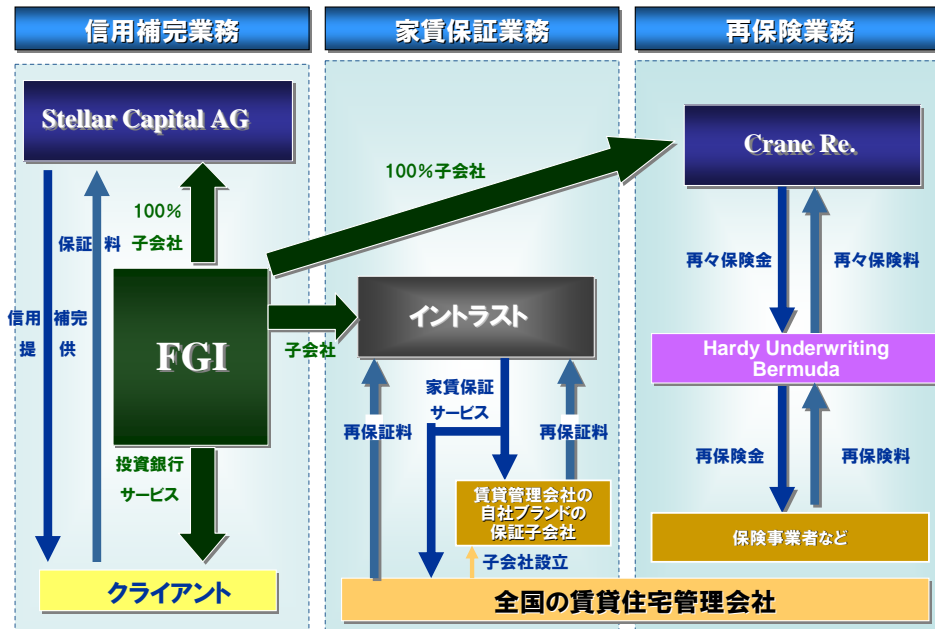 信用補完業務
家賃保証業務
再保険業務
Stellar Capital AG
100%
子会社
保証 料
信用 補完
提 供
FGI
投資銀行
サービス
クライアント
100%子会社
子会社
イントラスト
家賃保証
サービス
再保証料
再保証料
賃貸管理会社の
自社ブランドの
保証子会社
子会社設立
全国の賃貸住宅管理会社
Crane Re.
再々保険金
再々保険料
Hardy Underwriting
Bermuda
再保険金
再保険料
保険事業者など